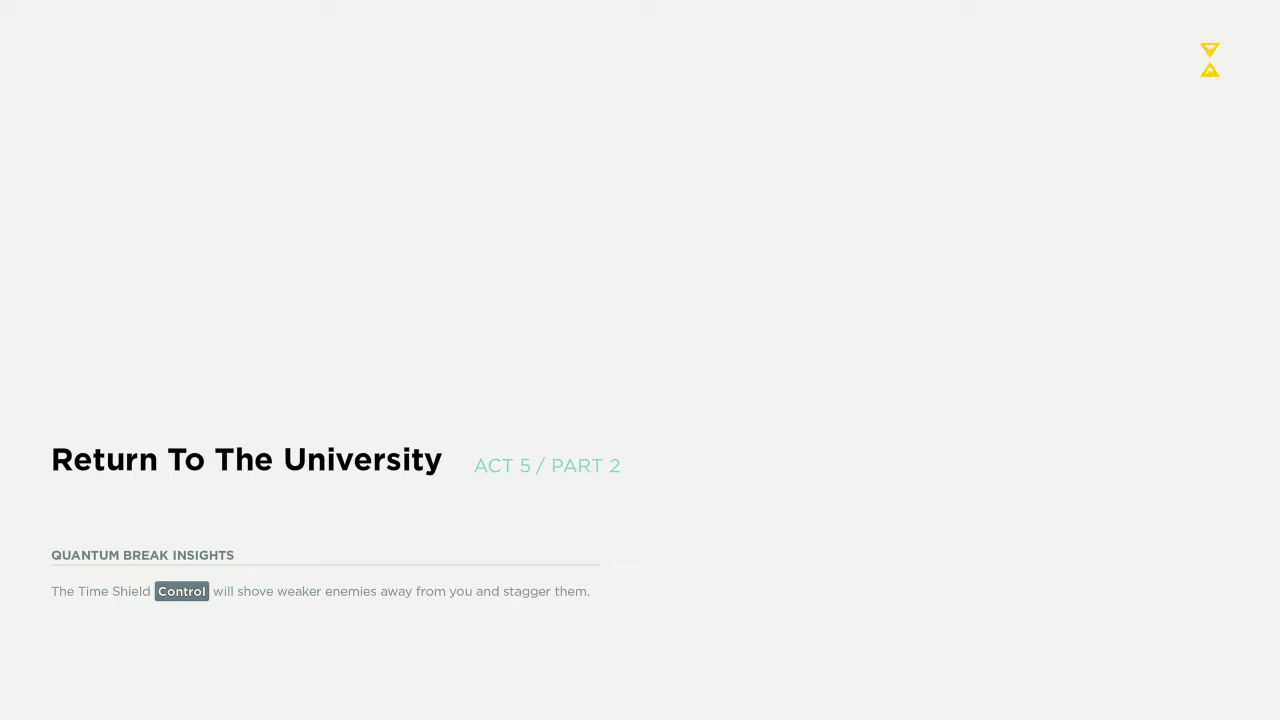 Return To The University ACT 5 / PART 2
QUANTUM BREAK INSIGHTS
The Time Shield Control will shove weaker enemies away from you and stagger them.